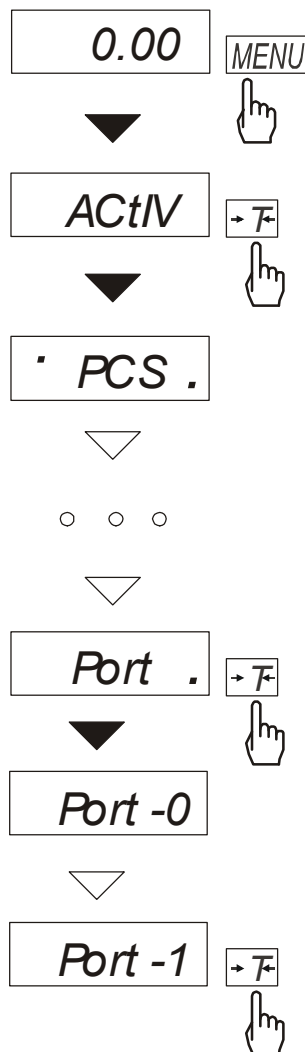 0.00 MENU
ACtIV →T←
PCS .
Port . →T←
Port -0
Port -1 →T←